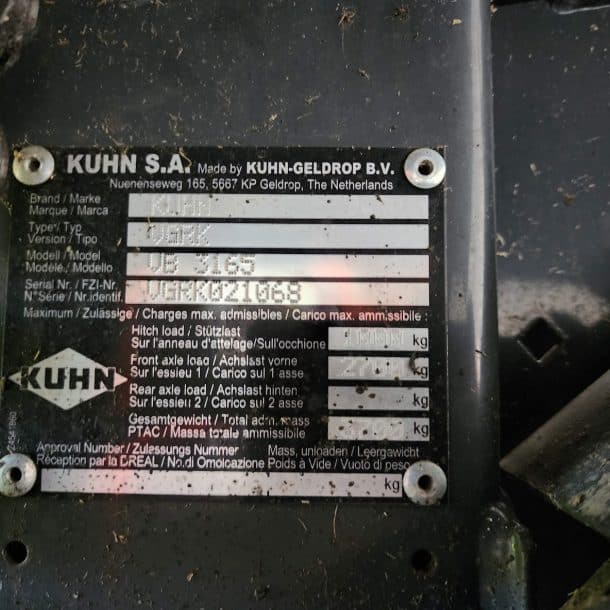 KUHN S.A. Made by KUHN-GELDROP B.V.
Nuenenseweg 165, 5667 KP Geldrop, The Netherlands
Brand / Marke
Marque / Marca KUHN
Type / Typ
Version / Tipo VGRK
Modell / Model
Modèle / Modello VB 3165
Serial Nr. / FZI-Nr.
N°Série / Nr.identif. VGRK021068
Maximum / Zulässige / Charges max. admissibles / Carico max. ammissibile :
Hitch load / Stützlast
Sur l'anneau d'attelage/Sull'occhione kg
Front axle load / Achslast vorne
Sur l'essieu 1 / Carico sul 1 asse kg
Rear axle load / Achslast hinten
Sur l'essieu 2 / Carico sul 2 asse kg
Gesamtgewicht / Total adm. mass
PTAC / Massa totale ammissibile kg
KUHN
Approval Number / Zulassungs Nummer Mass, unloaden / Leergewicht
Réception par la DREAL / No.di Omolocazione Poids à Vide / Vuoto di peso
kg